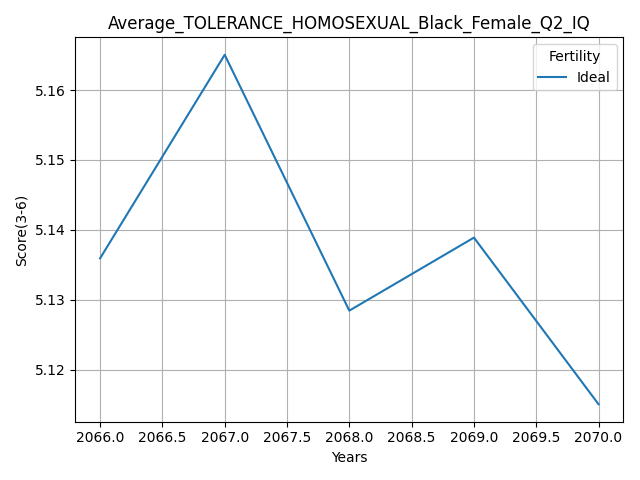 Average_TOLERANCE_HOMOSEXUAL_Black_Female_Q2_IQ
Fertility
Ideal
5.16
5.15
5.14
5.13
5.12
Score(3-6)
2066.0 2066.5 2067.0 2067.5 2068.0 2068.5 2069.0 2069.5 2070.0
Years